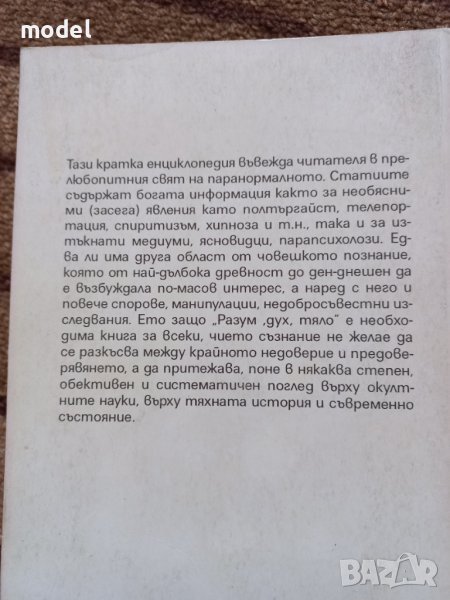 model
Тази кратка енциклопедия въвежда читателя в пре-
любопитния свят на паранормалното. Статиите
съдържат богата информация както за необясни-
ми (засега) явления като полтъргайст, телепор-
тация, спиритизъм, хипноза и т.н., така и за из-
тъкнати медиуми, ясновидци, парапсихолози. Ед-
ва ли има друга област от човешкото познание,
която от най-дълбока древност до ден-днешен да
е възбуждала по-масов интерес, а наред с него и
повече спорове, манипулации, недобросъвестни из-
следвания. Ето защо „Разум ,дух, тяло" е необхо-
дима книга за всеки, чието съзнание не желае да
се разкъсва между крайното недоверие и предове-
рявянето, а да притежава, поне в някаква степен,
обективен и систематичен поглед върху окулт-
ните науки, върху тяхната история и съвременно
състояние.
BAZAR